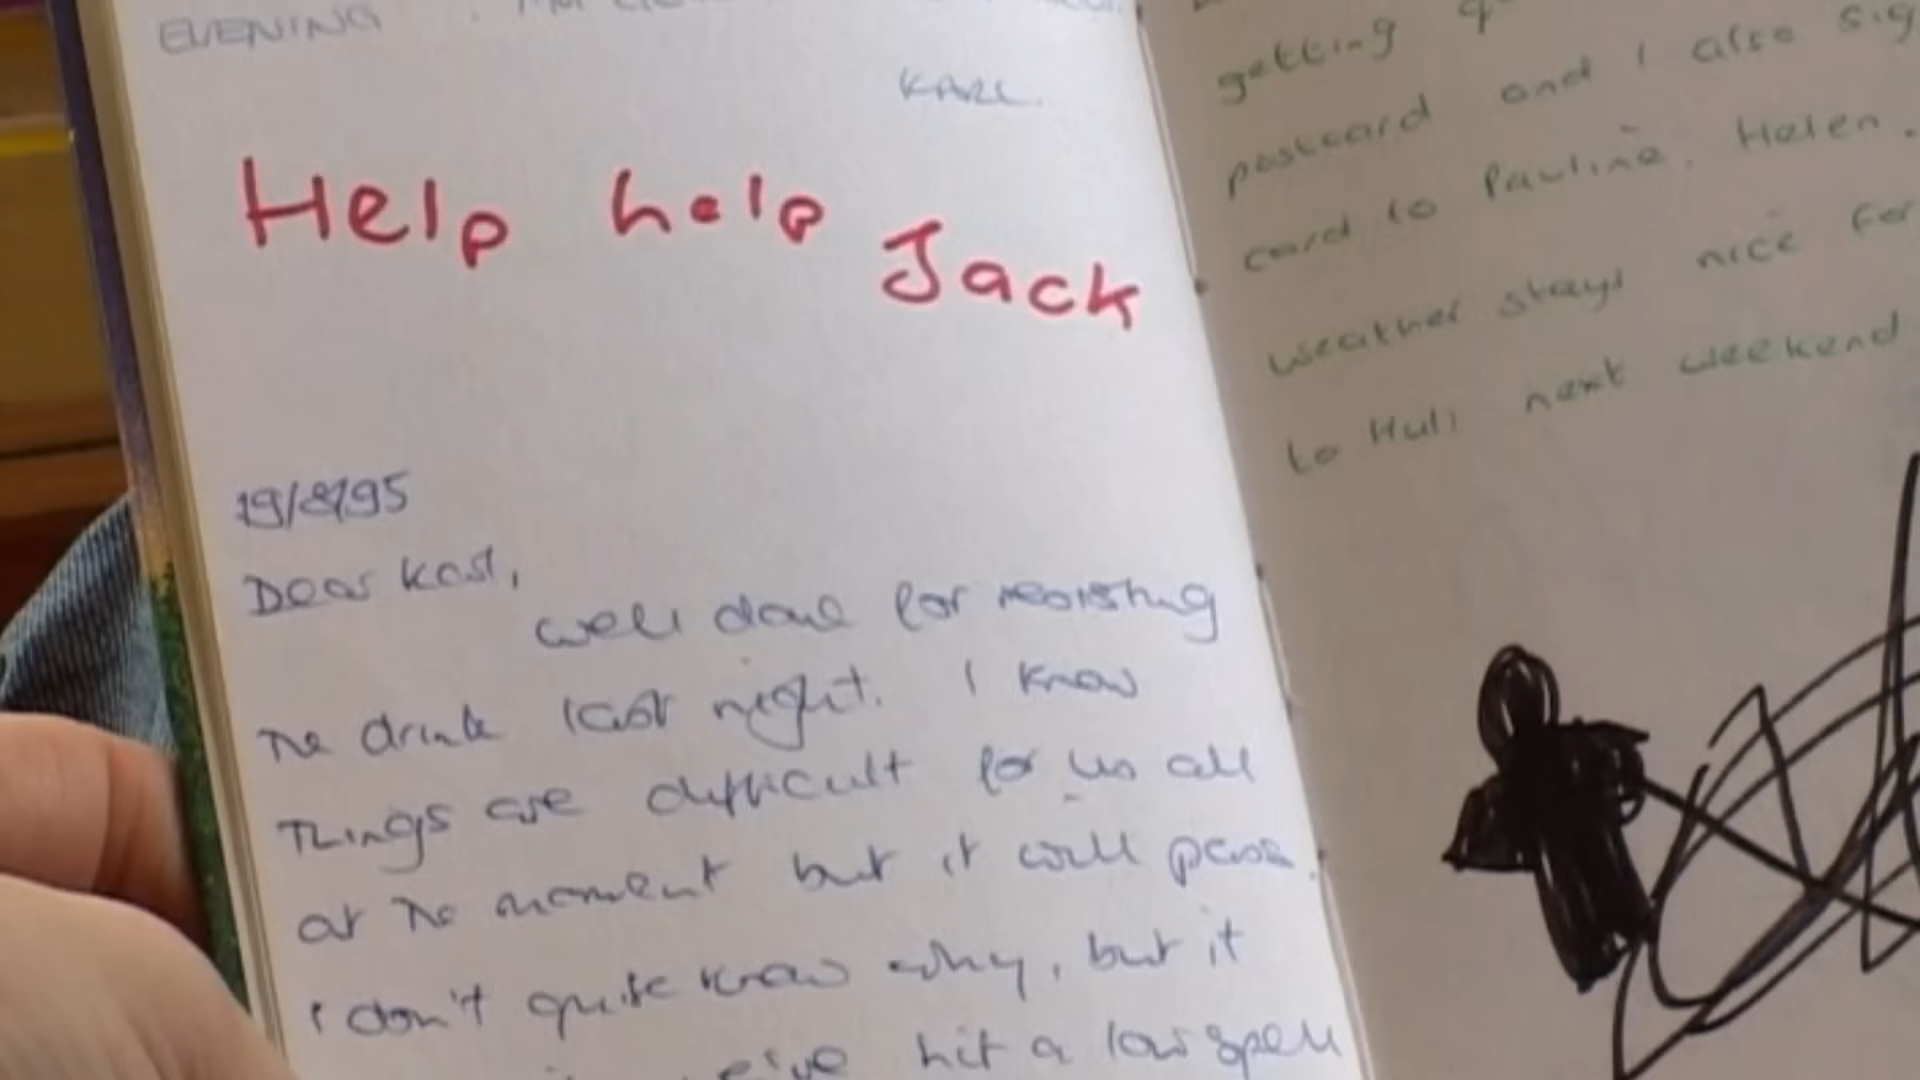 EVENING
KARL.
Help help Jack
19/8/95
Dear Karl,
well done for resisting
the drink last night. I know
Things are difficult for us all
at the moment but it will pass.
I don't quite know why, but it
hit a low spell
getting
postcard and I also sig
card to Pauline. Helen.
weather stays nice for
to Hull next weekend